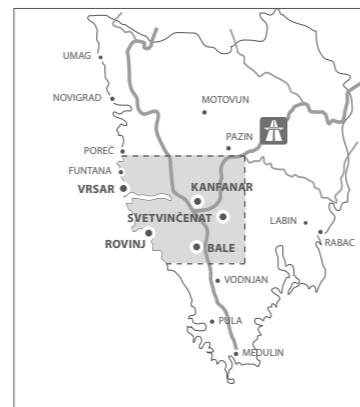 UMAG
NOVIGRAD
MOTOVUN
PAZIN
POREČ
FUNTANA
VRSAR
KANFANAR
SVETVINČENAT
LABIN
RABAC
ROVINJ
BALE
VODNJAN
PULA
MEDULIN